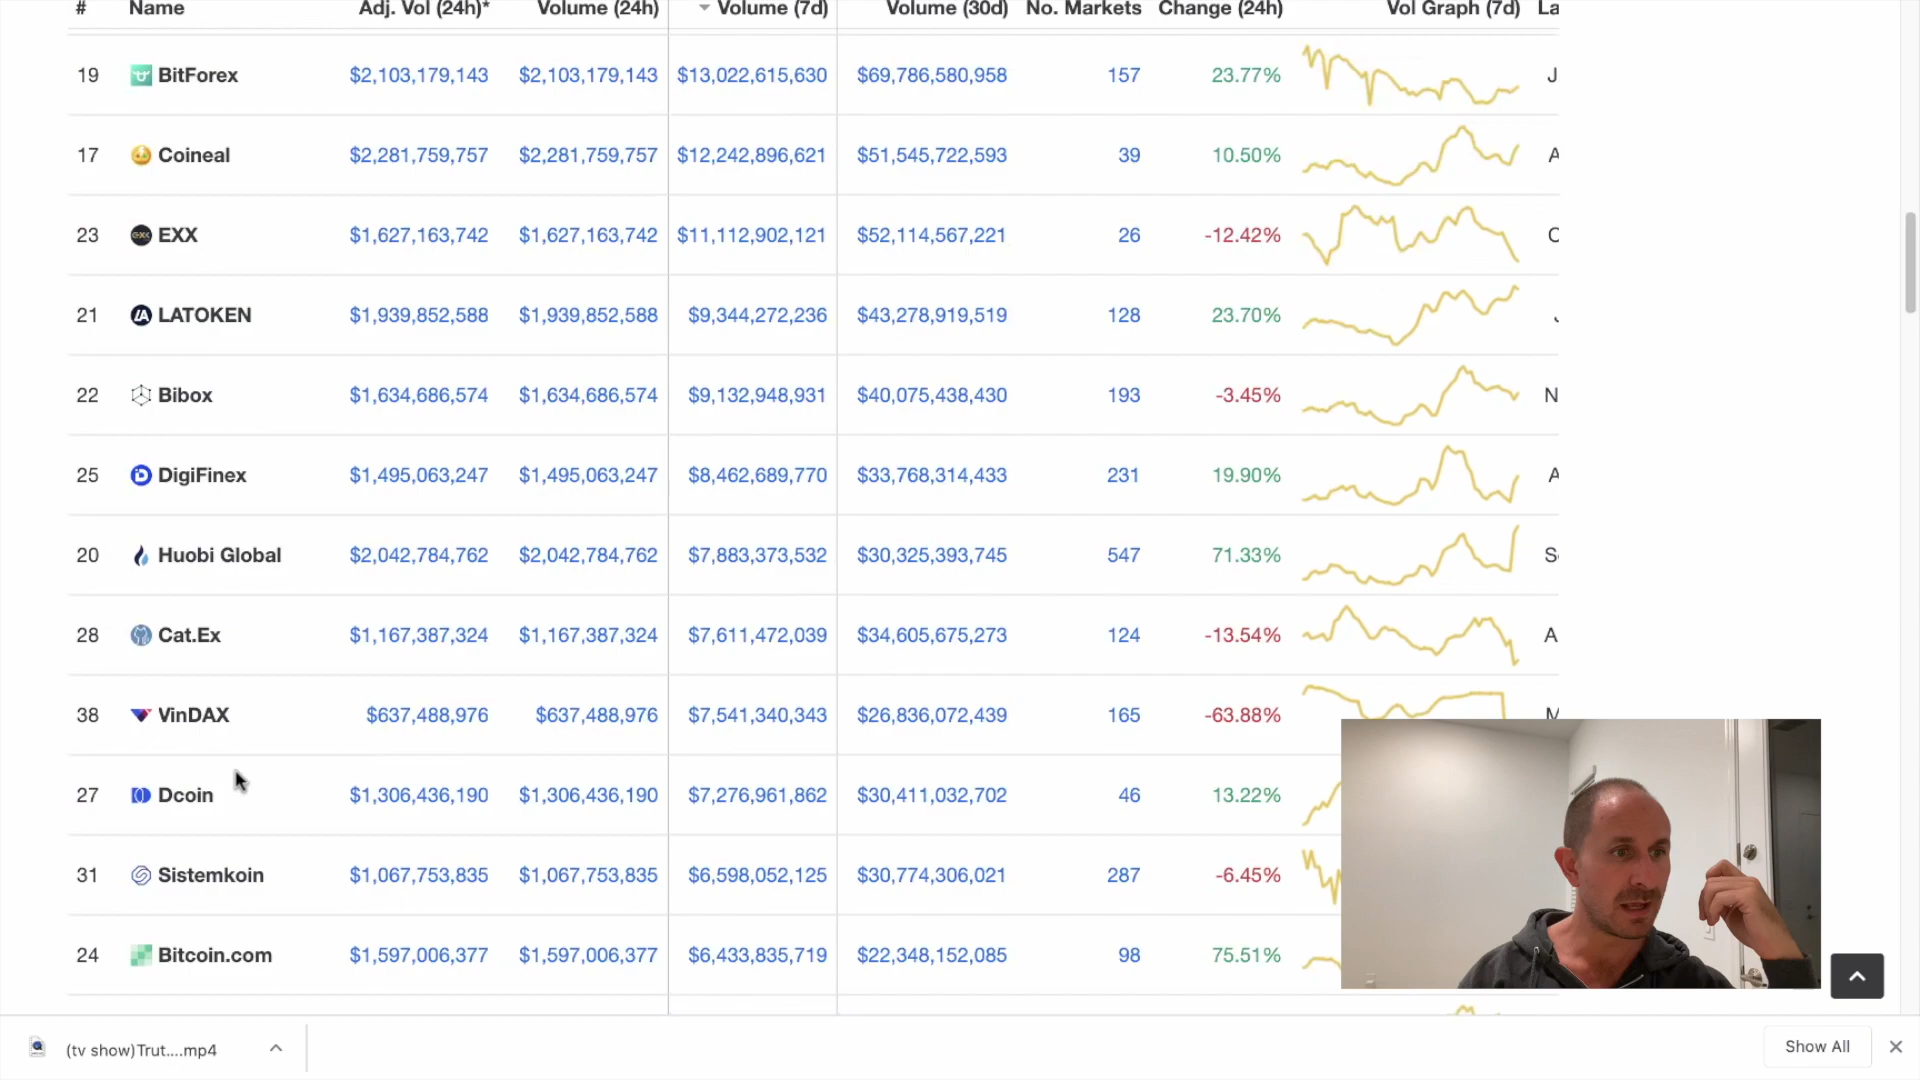 # Name Adj. Vol (24h)* Volume (24h) Volume (7d) Volume (30d) No. Markets Change (24h) Vol Graph (7d) La
19 BitForex $2,103,179,143 $2,103,179,143 $13,022,615,630 $69,786,580,958 157 23.77% J
17 Coineal $2,281,759,757 $2,281,759,757 $12,242,896,621 $51,545,722,593 39 10.50% A
23 EXX $1,627,163,742 $1,627,163,742 $11,112,902,121 $52,114,567,221 26 -12.42%
21 LATOKEN $1,939,852,588 $1,939,852,588 $9,344,272,236 $43,278,919,519 128 23.70%
22 Bibox $1,634,686,574 $1,634,686,574 $9,132,948,931 $40,075,438,430 193 -3.45% N
25 DigiFinex $1,495,063,247 $1,495,063,247 $8,462,689,770 $33,768,314,433 231 19.90% A
20 Huobi Global $2,042,784,762 $2,042,784,762 $7,883,373,532 $30,325,393,745 547 71.33% S
28 Cat.Ex $1,167,387,324 $1,167,387,324 $7,611,472,039 $34,605,675,273 124 -13.54% A
38 VinDAX $637,488,976 $637,488,976 $7,541,340,343 $26,836,072,439 165 -63.88%
27 Dcoin $1,306,436,190 $1,306,436,190 $7,276,961,862 $30,411,032,702 46 13.22%
31 Sistemkoin $1,067,753,835 $1,067,753,835 $6,598,052,125 $30,774,306,021 287 -6.45%
24 Bitcoin.com $1,597,006,377 $1,597,006,377 $6,433,835,719 $22,348,152,085 98 75.51%
(tv show)Trut....mp4
Show All